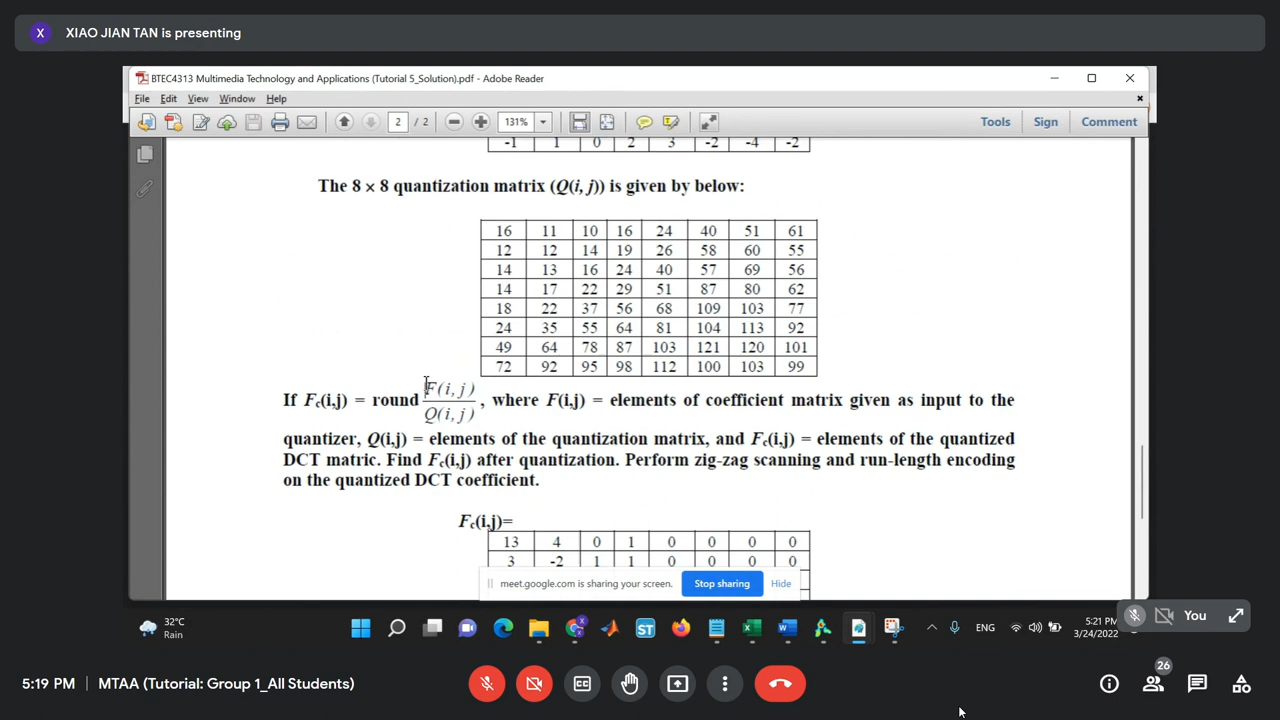 X XIAO JIAN TAN is presenting
BTEC4313 Multimedia Technology and Applications (Tutorial 5_Solution).pdf - Adobe Reader
File Edit View Window Help
2 / 2 131% Tools Sign Comment
-1 1 0 2 3 -2 -4 -2
The 8 × 8 quantization matrix (Q(i, j)) is given by below:
16 11 10 16 24 40 51 61
12 12 14 19 26 58 60 55
14 13 16 24 40 57 69 56
14 17 22 29 51 87 80 62
18 22 37 56 68 109 103 77
24 35 55 64 81 104 113 92
49 64 78 87 103 121 120 101
72 92 95 98 112 100 103 99
If Fc(i,j) = round F(i, j) / Q(i, j) , where F(i,j) = elements of coefficient matrix given as input to the
quantizer, Q(i,j) = elements of the quantization matrix, and Fc(i,j) = elements of the quantized
DCT matric. Find Fc(i,j) after quantization. Perform zig-zag scanning and run-length encoding
on the quantized DCT coefficient.
Fc(i,j)=
13 4 0 1 0 0 0 0
3 -2 1 1 0 0 0 0
meet.google.com is sharing your screen. Stop sharing Hide
You
32°C
Rain
ST
X
ENG
5:21 PM
3/24/2022
5:19 PM | MTAA (Tutorial: Group 1_All Students)
CC
26